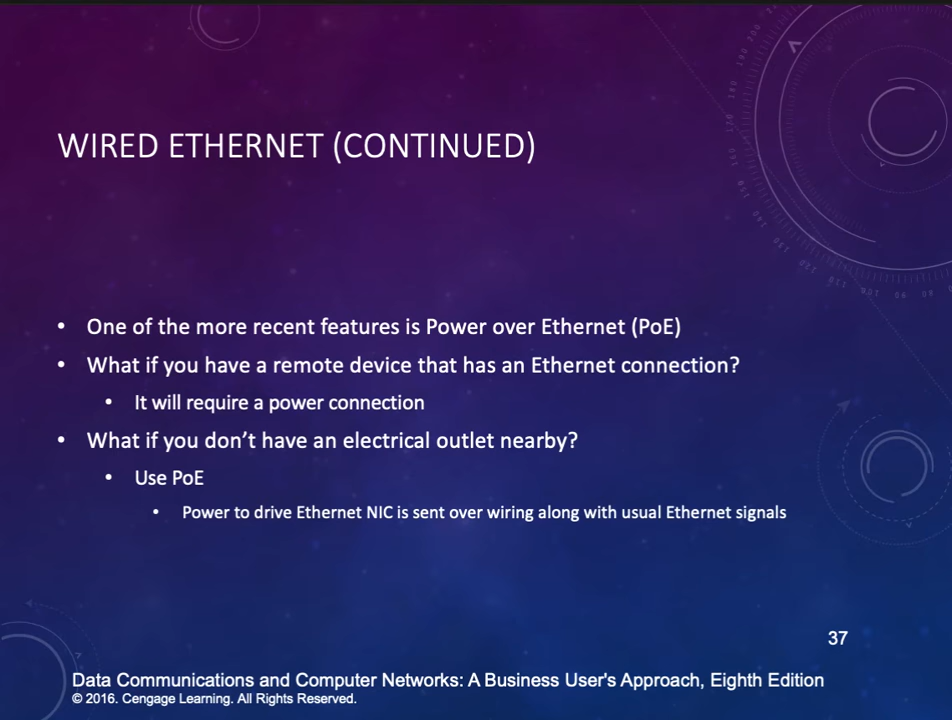 WIRED ETHERNET (CONTINUED)
• One of the more recent features is Power over Ethernet (PoE)
• What if you have a remote device that has an Ethernet connection?
• It will require a power connection
• What if you don't have an electrical outlet nearby?
• Use PoE
• Power to drive Ethernet NIC is sent over wiring along with usual Ethernet signals
37
Data Communications and Computer Networks: A Business User's Approach, Eighth Edition
© 2016. Cengage Learning. All Rights Reserved.